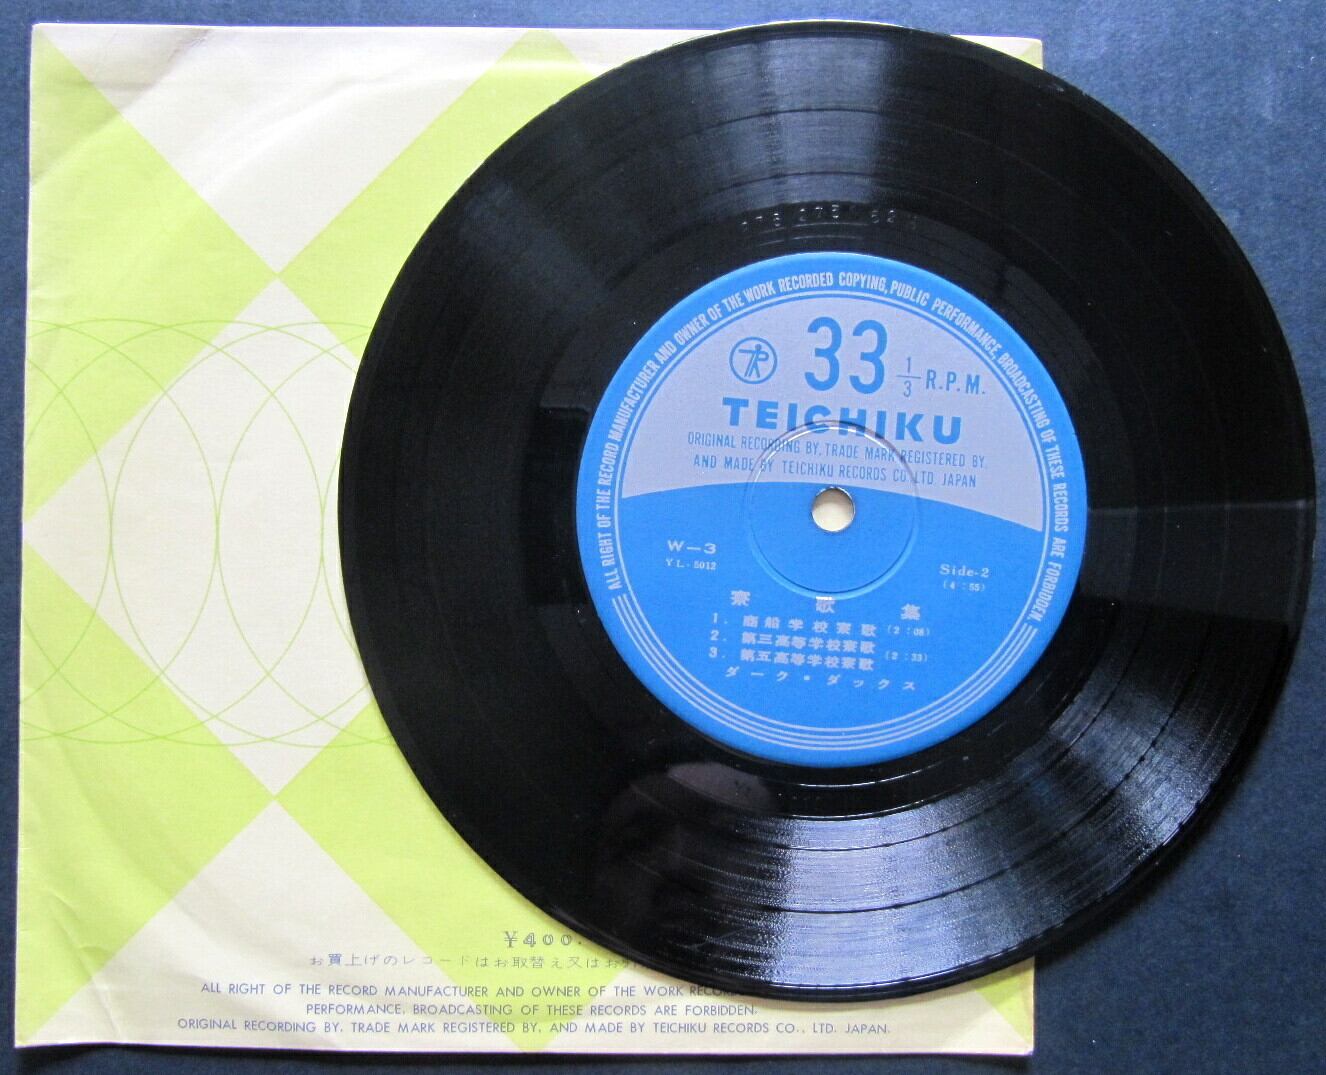 ALL RIGHT OF THE RECORD MANUFACTURER AND OWNER OF THE WORK RECORDED COPYING, PUBLIC PERFORMANCE, BROADCASTING OF THESE RECORDS ARE FORBIDDEN.
33 1/3 R.P.M.
TEICHIKU
ORIGINAL RECORDING BY, TRADE MARK REGISTERED BY,
AND MADE BY TEICHIKU RECORDS CO. LTD. JAPAN
W-3
YL-5012
Side-2
(4:55)
寮歌集
1. 商船学校寮歌 (2:08)
2. 第三高等学校寮歌
3. 第五高等学校寮歌 (2:33)
ダーク・ダックス
¥400.
お買上げのレコードはお取替え又はお
ALL RIGHT OF THE RECORD MANUFACTURER AND OWNER OF THE WORK
PERFORMANCE, BROADCASTING OF THESE RECORDS ARE FORBIDDEN.
ORIGINAL RECORDING BY, TRADE MARK REGISTERED BY, AND MADE BY TEICHIKU RECORDS CO., LTD. JAPAN.